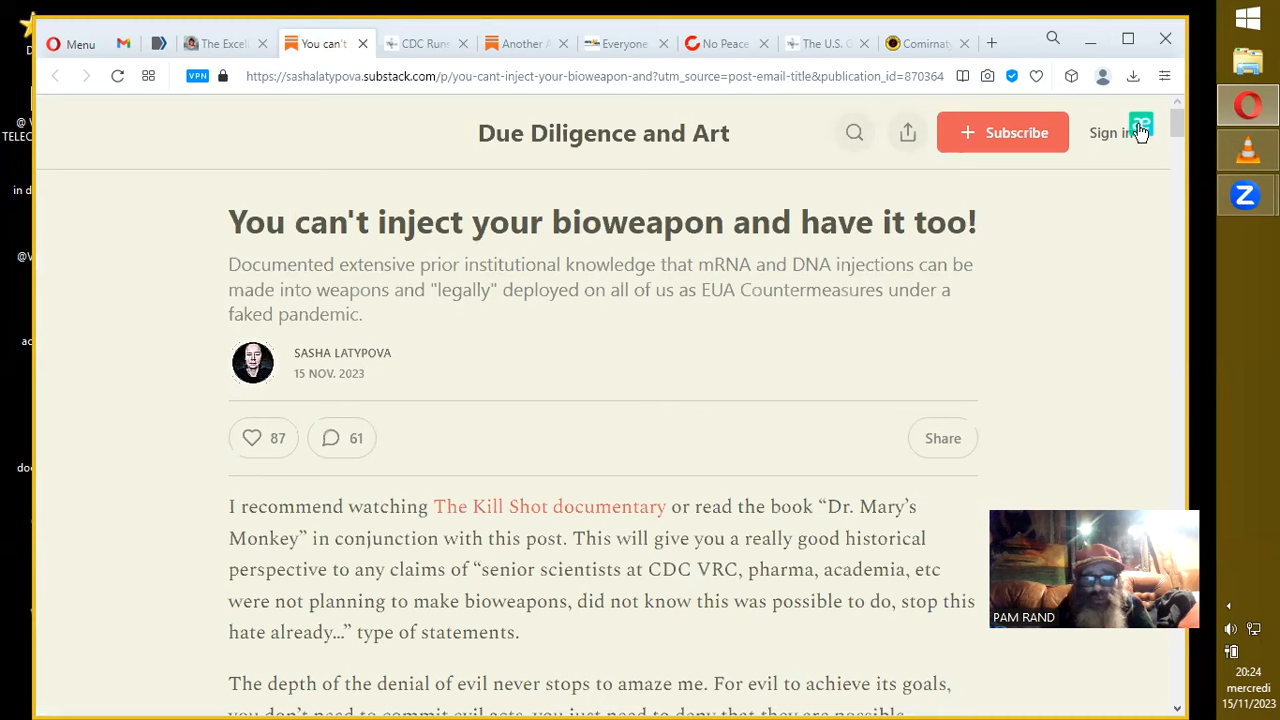 Menu
The Excell
You can't
CDC Run
Another A
Everyone
No Peace
The U.S. G
Comirnaty
VPN
https://sashalatypova.substack.com/p/you-cant-inject-your-bioweapon-and?utm_source=post-email-title&publication_id=870364
Due Diligence and Art
Subscribe
Sign in
æ
You can't inject your bioweapon and have it too!
Documented extensive prior institutional knowledge that mRNA and DNA injections can be
made into weapons and "legally" deployed on all of us as EUA Countermeasures under a
faked pandemic.
SASHA LATYPOVA
15 NOV. 2023
87
61
Share
I recommend watching The Kill Shot documentary or read the book “Dr. Mary’s
Monkey” in conjunction with this post. This will give you a really good historical
perspective to any claims of “senior scientists at CDC VRC, pharma, academia, etc
were not planning to make bioweapons, did not know this was possible to do, stop this
hate already…” type of statements.
The depth of the denial of evil never stops to amaze me. For evil to achieve its goals,
you don’t need to commit evil acts, you just need to deny that they are possible.
PAM RAND
TELEC
in d
@V
ac
doc
20:24
mercredi
15/11/2023